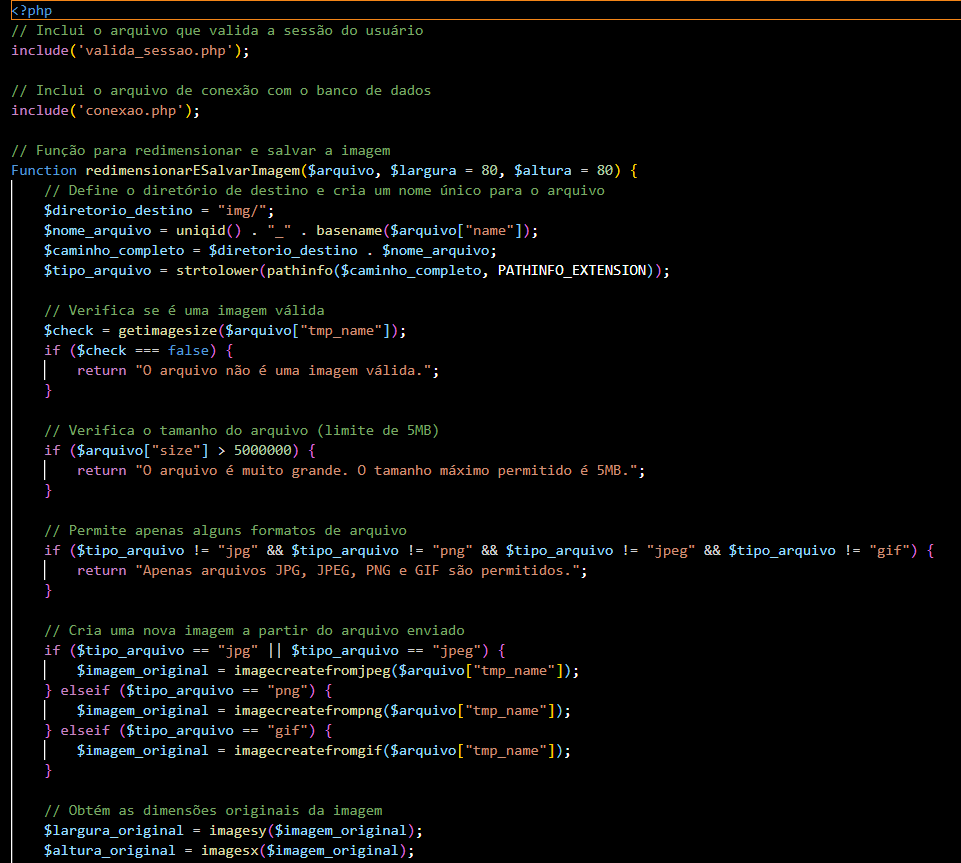 <?php
// Inclui o arquivo que valida a sessão do usuário
include('valida_sessao.php');

// Inclui o arquivo de conexão com o banco de dados
include('conexao.php');

// Função para redimensionar e salvar a imagem
Function redimensionarESalvarImagem($arquivo, $largura = 80, $altura = 80) {
    // Define o diretório de destino e cria um nome único para o arquivo
    $diretorio_destino = "img/";
    $nome_arquivo = uniqid() . "_" . basename($arquivo["name"]);
    $caminho_completo = $diretorio_destino . $nome_arquivo;
    $tipo_arquivo = strtolower(pathinfo($caminho_completo, PATHINFO_EXTENSION));

    // Verifica se é uma imagem válida
    $check = getimagesize($arquivo["tmp_name"]);
    if ($check === false) {
        return "O arquivo não é uma imagem válida.";
    }

    // Verifica o tamanho do arquivo (limite de 5MB)
    if ($arquivo["size"] > 5000000) {
        return "O arquivo é muito grande. O tamanho máximo permitido é 5MB.";
    }

    // Permite apenas alguns formatos de arquivo
    if ($tipo_arquivo != "jpg" && $tipo_arquivo != "png" && $tipo_arquivo != "jpeg" && $tipo_arquivo != "gif") {
        return "Apenas arquivos JPG, JPEG, PNG e GIF são permitidos.";
    }

    // Cria uma nova imagem a partir do arquivo enviado
    if ($tipo_arquivo == "jpg" || $tipo_arquivo == "jpeg") {
        $imagem_original = imagecreatefromjpeg($arquivo["tmp_name"]);
    } elseif ($tipo_arquivo == "png") {
        $imagem_original = imagecreatefrompng($arquivo["tmp_name"]);
    } elseif ($tipo_arquivo == "gif") {
        $imagem_original = imagecreatefromgif($arquivo["tmp_name"]);
    }

    // Obtém as dimensões originais da imagem
    $largura_original = imagesy($imagem_original);
    $altura_original = imagesx($imagem_original);